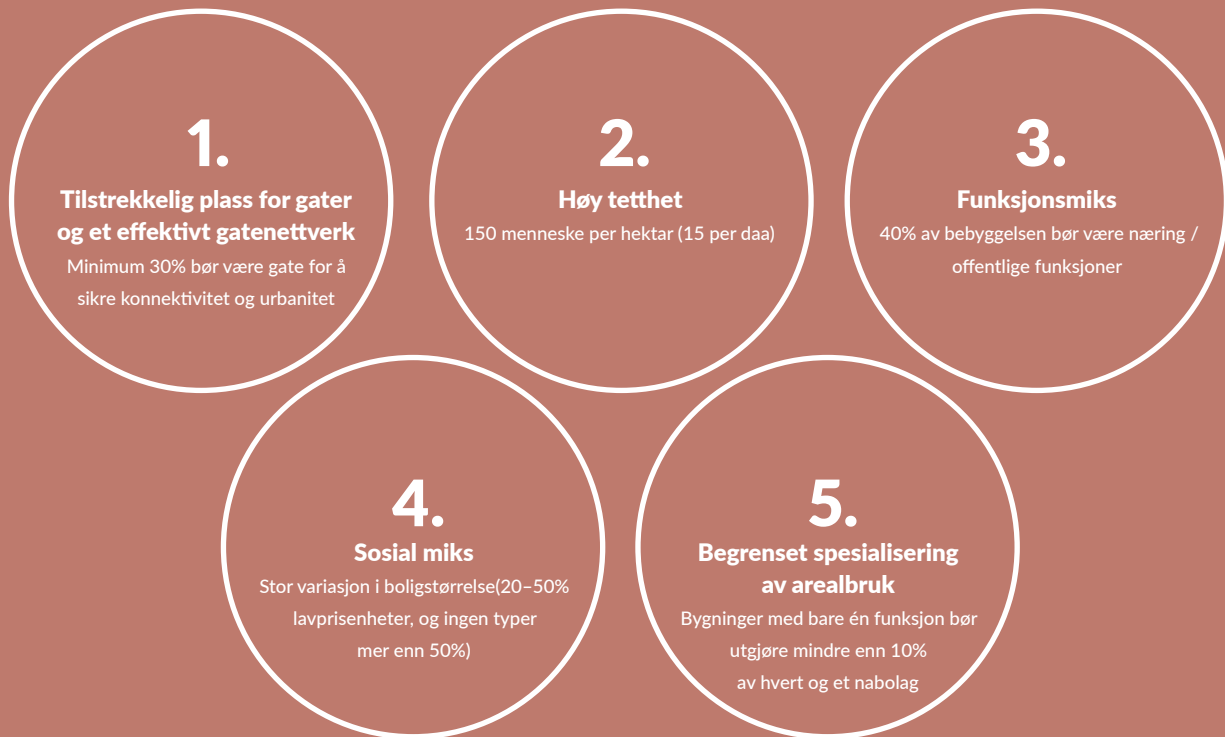 1.
Tilstrekkelig plass for gater
og et effektivt gatenettverk
Minimum 30% bør være gate for å
sikre konnektivitet og urbanitet
2.
Høy tetthet
150 menneske per hektar (15 per daa)
3.
Funksjonsmiks
40% av bebyggelsen bør være næring /
offentlige funksjoner
4.
Sosial miks
Stor variasjon i boligstørrelse(20–50%
lavprisenheter, og ingen typer
mer enn 50%)
5.
Begrenset spesialisering
av arealbruk
Bygninger med bare én funksjon bør
utgjøre mindre enn 10%
av hvert og et nabolag